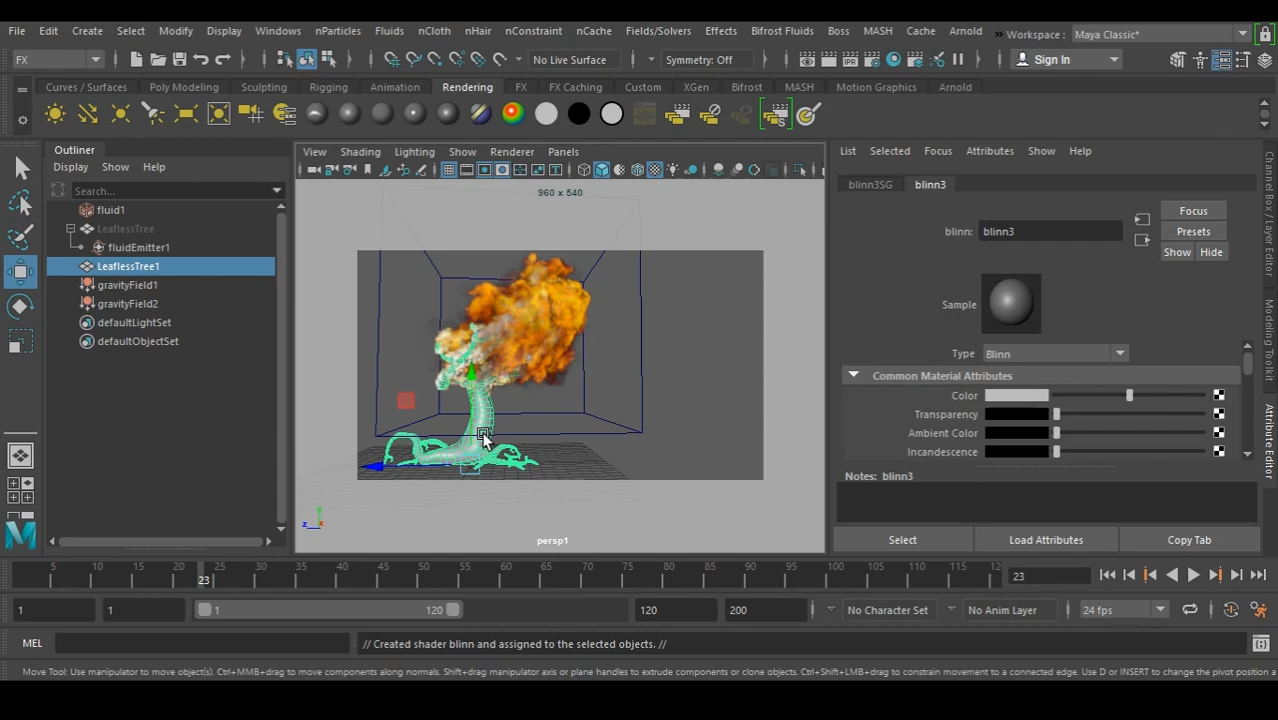 File Edit Create Select Modify Display Windows nParticles Fluids nCloth nHair nConstraint nCache Fields/Solvers Effects Bifrost Fluids Boss MASH Cache Arnold Workspace : Maya Classic*
FX No Live Surface Symmetry: Off Sign In
Curves / Surfaces Poly Modeling Sculpting Rigging Animation Rendering FX FX Caching Custom XGen Bifrost MASH Motion Graphics Arnold
Outliner
Display Show Help
Search...
fluid1
LeaflessTree
fluidEmitter1
LeaflessTree1
gravityField1
gravityField2
defaultLightSet
defaultObjectSet
View Shading Lighting Show Renderer Panels
960 x 540
persp1
List Selected Focus Attributes Show Help
blinn3SG blinn3
blinn: blinn3
Focus
Presets
Show Hide
Sample
Type Blinn
Common Material Attributes
Color
Transparency
Ambient Color
Incandescence
Notes: blinn3
Select Load Attributes Copy Tab
Channel Box / Layer Editor
Modeling Toolkit
Attribute Editor
5 10 15 20 23 25 30 35 40 45 50 55 60 65 70 75 80 85 90 95 100 105 110 115 12 23
1 1 1 120 120 200 No Character Set No Anim Layer 24 fps
MEL // Created shader blinn and assigned to the selected objects. //
Move Tool: Use manipulator to move object(s). Ctrl+MMB+drag to move components along normals. Shift+drag manipulator axis or plane handles to extrude components or clone objects. Ctrl+Shift+LMB+drag to constrain movement to a connected edge. Use D or INSERT to change the pivot position a